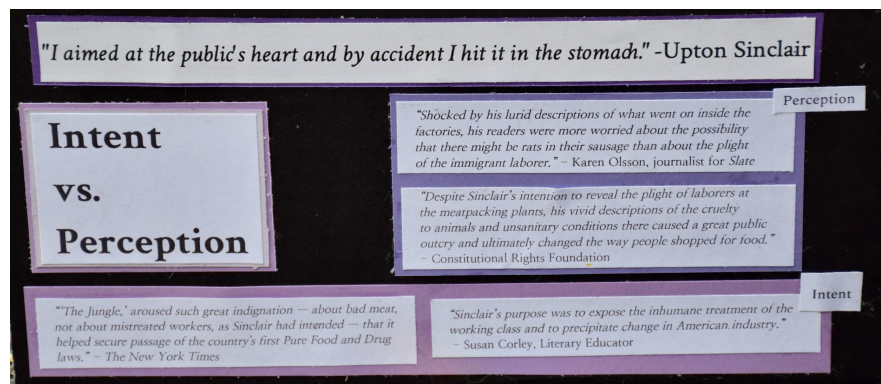 "I aimed at the public's heart and by accident I hit it in the stomach." -Upton Sinclair
Intent
vs.
Perception
Perception
"Shocked by his lurid descriptions of what went on inside the
factories, his readers were more worried about the possibility
that there might be rats in their sausage than about the plight
of the immigrant laborer." – Karen Olsson, journalist for Slate
"Despite Sinclair's intention to reveal the plight of laborers at
the meatpacking plants, his vivid descriptions of the cruelty
to animals and unsanitary conditions there caused a great public
outcry and ultimately changed the way people shopped for food."
– Constitutional Rights Foundation
Intent
"'The Jungle,' aroused such great indignation — about bad meat,
not about mistreated workers, as Sinclair had intended — that it
helped secure passage of the country's first Pure Food and Drug
laws." – The New York Times
"Sinclair's purpose was to expose the inhumane treatment of the
working class and to precipitate change in American industry."
– Susan Corley, Literary Educator